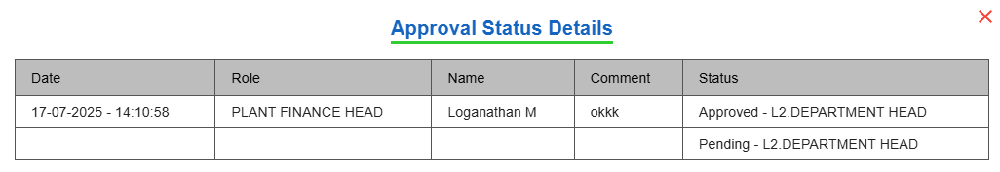 Approval Status Details
Date Role Name Comment Status
17-07-2025 - 14:10:58 PLANT FINANCE HEAD Loganathan M okkk Approved - L2.DEPARTMENT HEAD
Pending - L2.DEPARTMENT HEAD